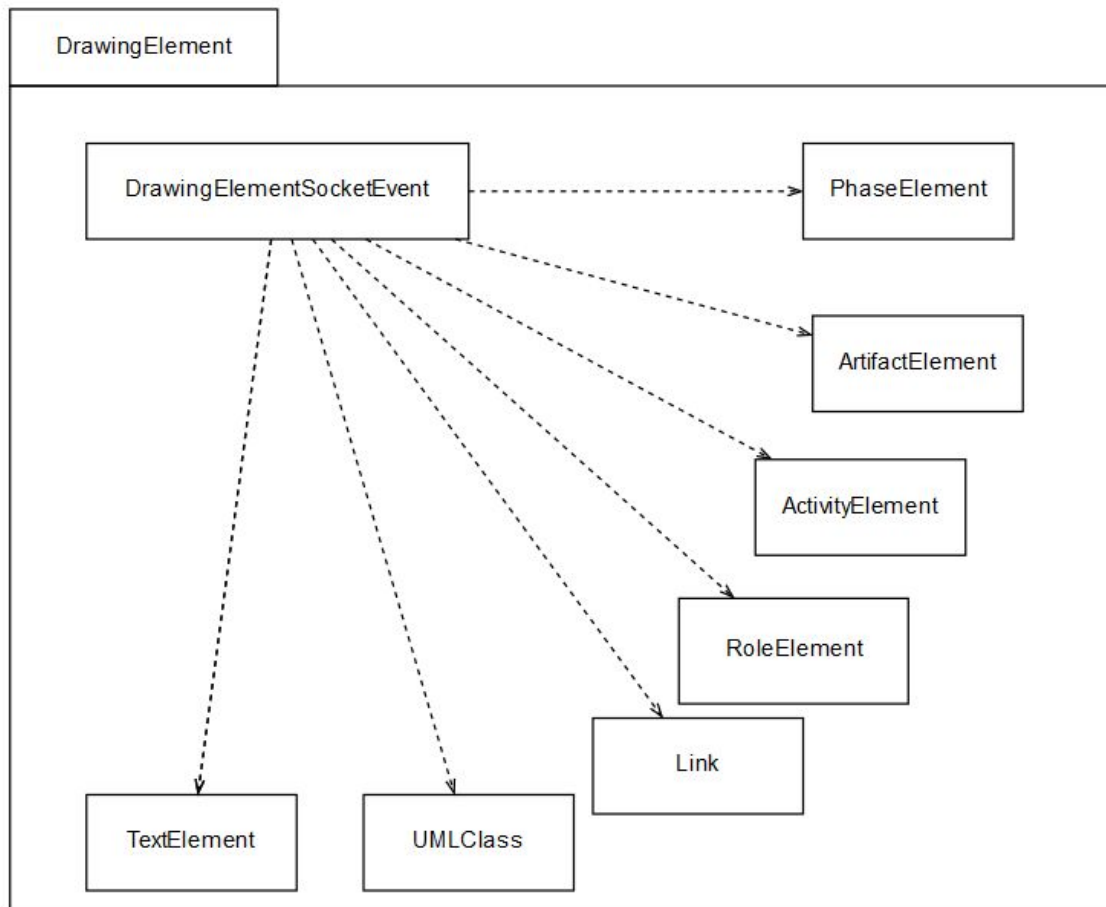 DrawingElement
DrawingElementSocketEvent
PhaseElement
ArtifactElement
ActivityElement
RoleElement
Link
TextElement
UMLClass